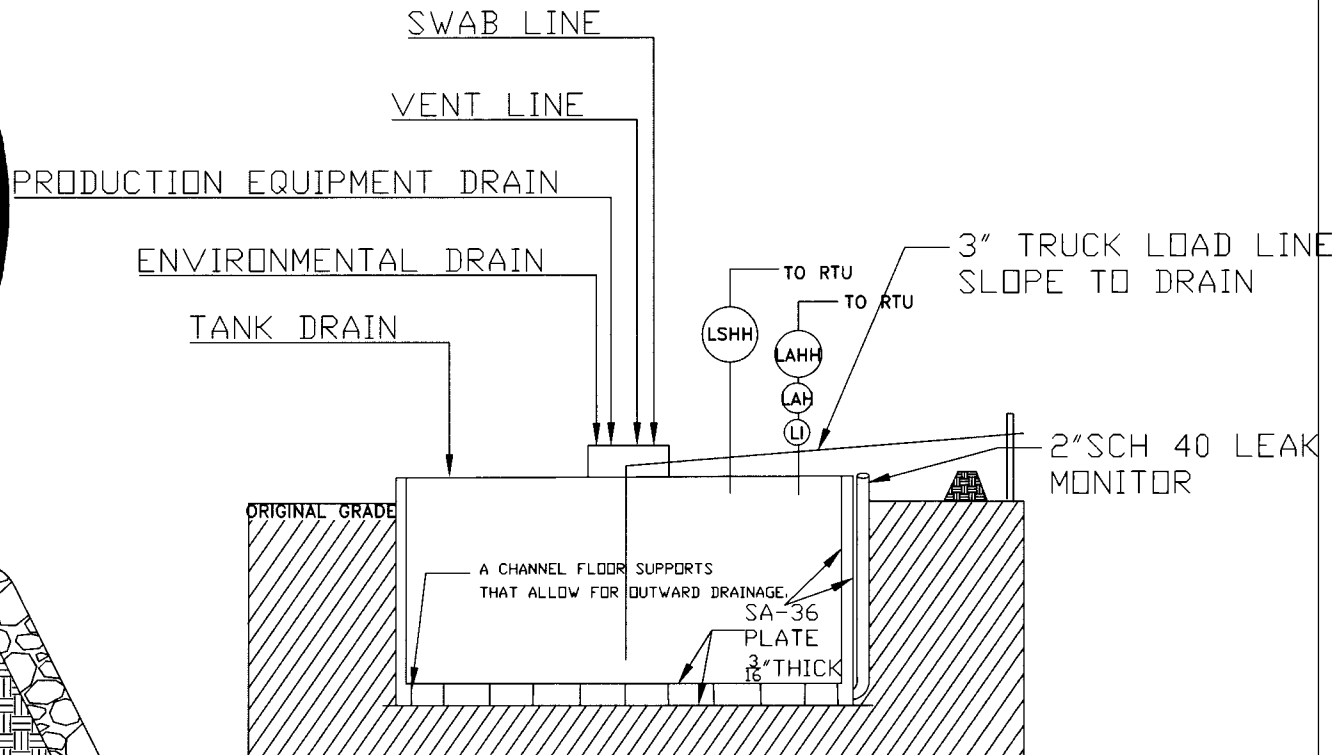 SWAB LINE
VENT LINE
PRODUCTION EQUIPMENT DRAIN
ENVIRONMENTAL DRAIN
TANK DRAIN
3" TRUCK LOAD LINE
SLOPE TO DRAIN
TO RTU
TO RTU
LSHH
LAHH
LAH
LI
2"SCH 40 LEAK
MONITOR
ORIGINAL GRADE
A CHANNEL FLOOR SUPPORTS
THAT ALLOW FOR OUTWARD DRAINAGE.
SA-36
PLATE
3/16"THICK